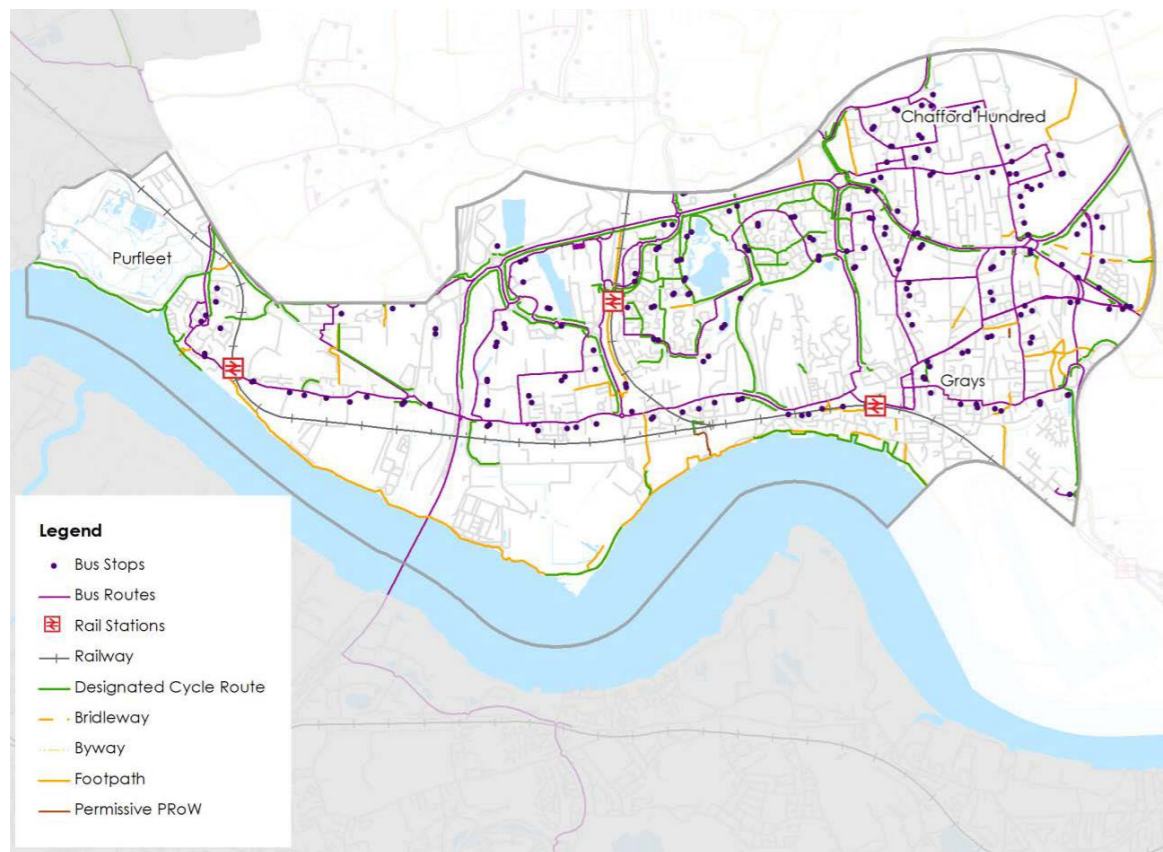 Chafford Hundred
Purfleet
Grays
Legend
Bus Stops
Bus Routes
Rail Stations
Railway
Designated Cycle Route
Bridleway
Byway
Footpath
Permissive PRoW